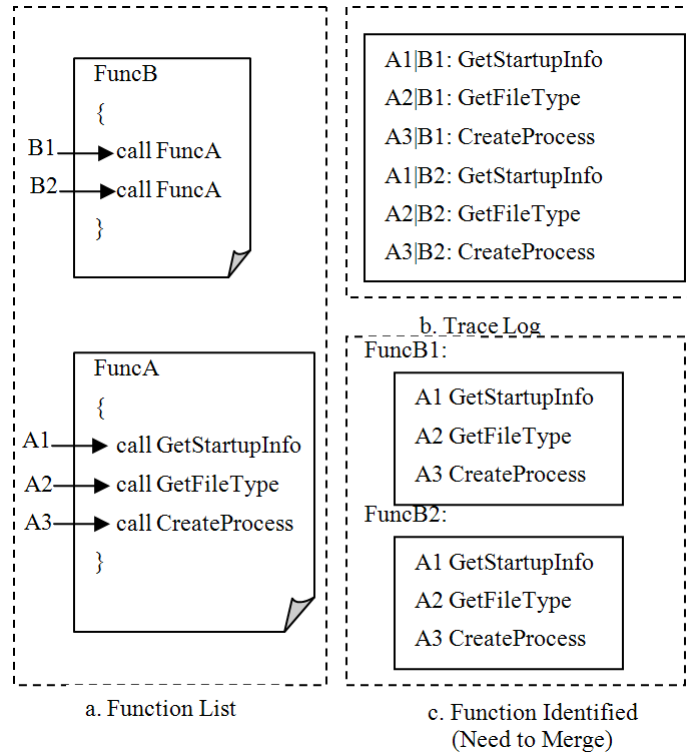 FuncB
{
B1 call FuncA
B2 call FuncA
}
FuncA
{
A1 call GetStartupInfo
A2 call GetFileType
A3 call CreateProcess
}
a. Function List
A1|B1: GetStartupInfo
A2|B1: GetFileType
A3|B1: CreateProcess
A1|B2: GetStartupInfo
A2|B2: GetFileType
A3|B2: CreateProcess
b. Trace Log
FuncB1:
A1 GetStartupInfo
A2 GetFileType
A3 CreateProcess
FuncB2:
A1 GetStartupInfo
A2 GetFileType
A3 CreateProcess
c. Function Identified
(Need to Merge)